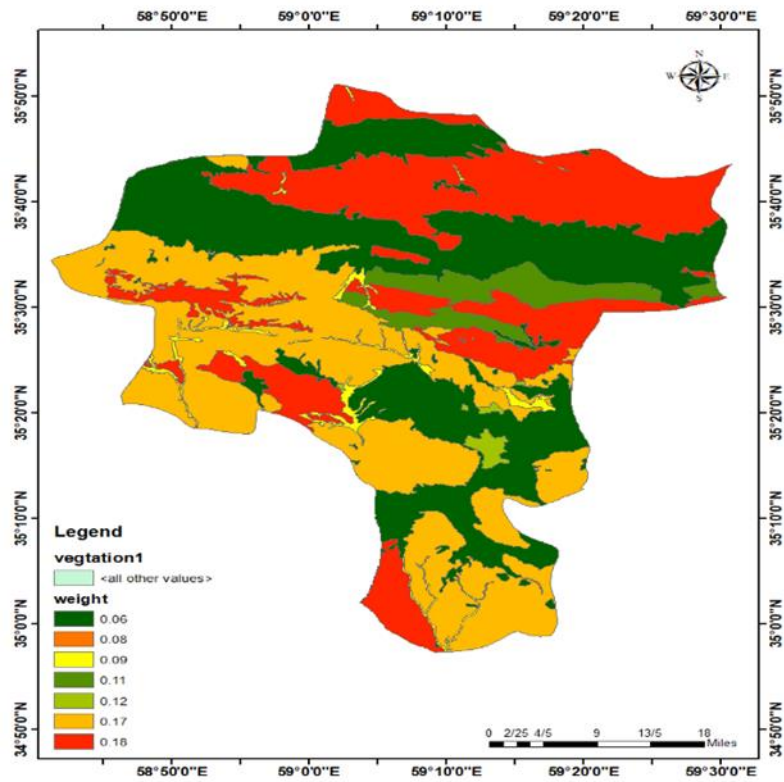 58°50'0"E 59°0'0"E 59°10'0"E 59°20'0"E 59°30'0"E
N
W E
S
35°50'0"N 35°50'0"N
35°40'0"N 35°40'0"N
35°30'0"N 35°30'0"N
35°20'0"N 35°20'0"N
35°10'0"N 35°10'0"N
35°0'0"N 35°0'0"N
34°50'0"N 34°50'0"N
Legend
vegtation1
<all other values>
weight
0.06
0.08
0.09
0.11
0.12
0.17
0.18
0 2/25 4/5 9 13/5 18
Miles
58°50'0"E 59°0'0"E 59°10'0"E 59°20'0"E 59°30'0"E